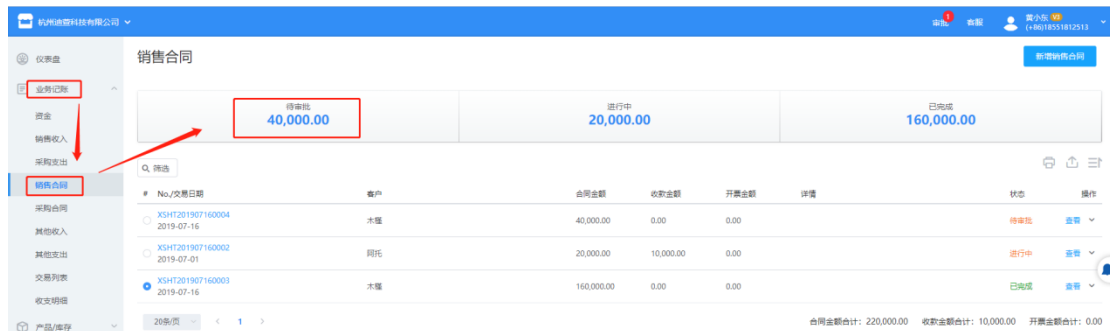 杭州迪营科技有限公司
审批 1 客服 黄小东 V0
(+86)18551812513
仪表盘
业务记账
资金
销售收入
采购支出
销售合同
采购合同
其他收入
其他支出
交易列表
收支明细
产品/库存
销售合同
新增销售合同
待审批 进行中 已完成
40,000.00 20,000.00 160,000.00
筛选
# No./交易日期 客户 合同金额 收款金额 开票金额 详情 状态 操作
XSHT201907160004
2019-07-16
木槿 40,000.00 0.00 0.00 待审批 查看
XSHT201907160002
2019-07-01
阿托 20,000.00 10,000.00 0.00 进行中 查看
XSHT201907160003
2019-07-16
木槿 160,000.00 0.00 0.00 已完成 查看
20条/页 1
合同金额合计: 220,000.00 收款金额合计: 10,000.00 开票金额合计: 0.00